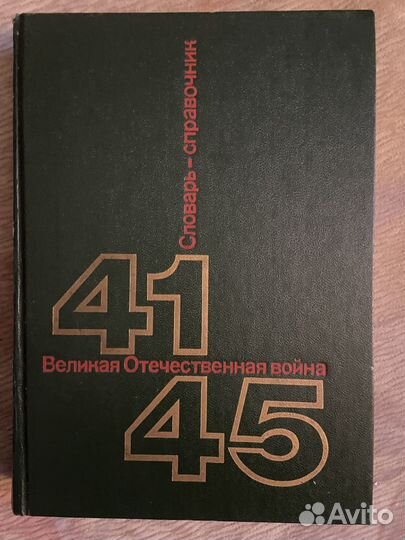 Словарь-справочник
41
Великая Отечественная война
45
Avito